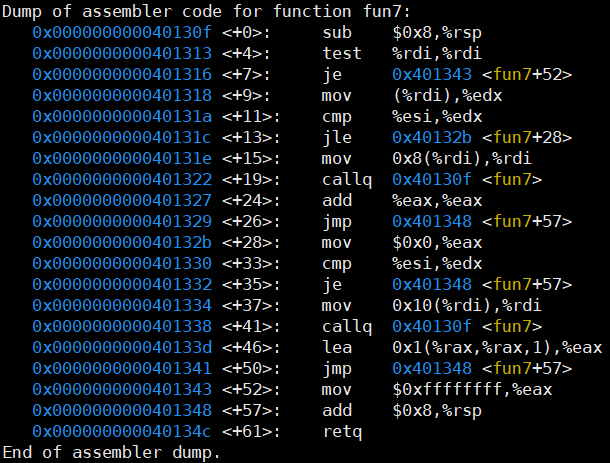 Dump of assembler code for function fun7:
   0x000000000040130f <+0>:     sub    $0x8,%rsp
   0x0000000000401313 <+4>:     test   %rdi,%rdi
   0x0000000000401316 <+7>:     je     0x401343 <fun7+52>
   0x0000000000401318 <+9>:     mov    (%rdi),%edx
   0x000000000040131a <+11>:    cmp    %esi,%edx
   0x000000000040131c <+13>:    jle    0x40132b <fun7+28>
   0x000000000040131e <+15>:    mov    0x8(%rdi),%rdi
   0x0000000000401322 <+19>:    callq  0x40130f <fun7>
   0x0000000000401327 <+24>:    add    %eax,%eax
   0x0000000000401329 <+26>:    jmp    0x401348 <fun7+57>
   0x000000000040132b <+28>:    mov    $0x0,%eax
   0x0000000000401330 <+33>:    cmp    %esi,%edx
   0x0000000000401332 <+35>:    je     0x401348 <fun7+57>
   0x0000000000401334 <+37>:    mov    0x10(%rdi),%rdi
   0x0000000000401338 <+41>:    callq  0x40130f <fun7>
   0x000000000040133d <+46>:    lea    0x1(%rax,%rax,1),%eax
   0x0000000000401341 <+50>:    jmp    0x401348 <fun7+57>
   0x0000000000401343 <+52>:    mov    $0xffffffff,%eax
   0x0000000000401348 <+57>:    add    $0x8,%rsp
   0x000000000040134c <+61>:    retq
End of assembler dump.